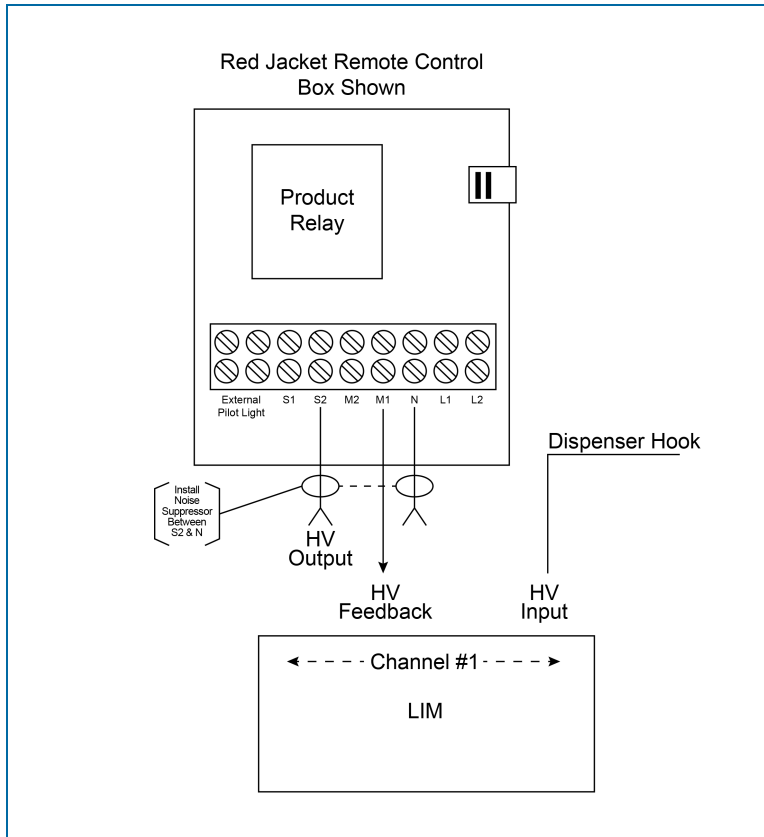 Red Jacket Remote Control
Box Shown
Product
Relay
External
Pilot Light
S1 S2 M2 M1 N L1 L2
Dispenser Hook
Install
Noise
Suppressor
Between
S2 & N
HV
Output
HV
Feedback
HV
Input
Channel #1
LIM